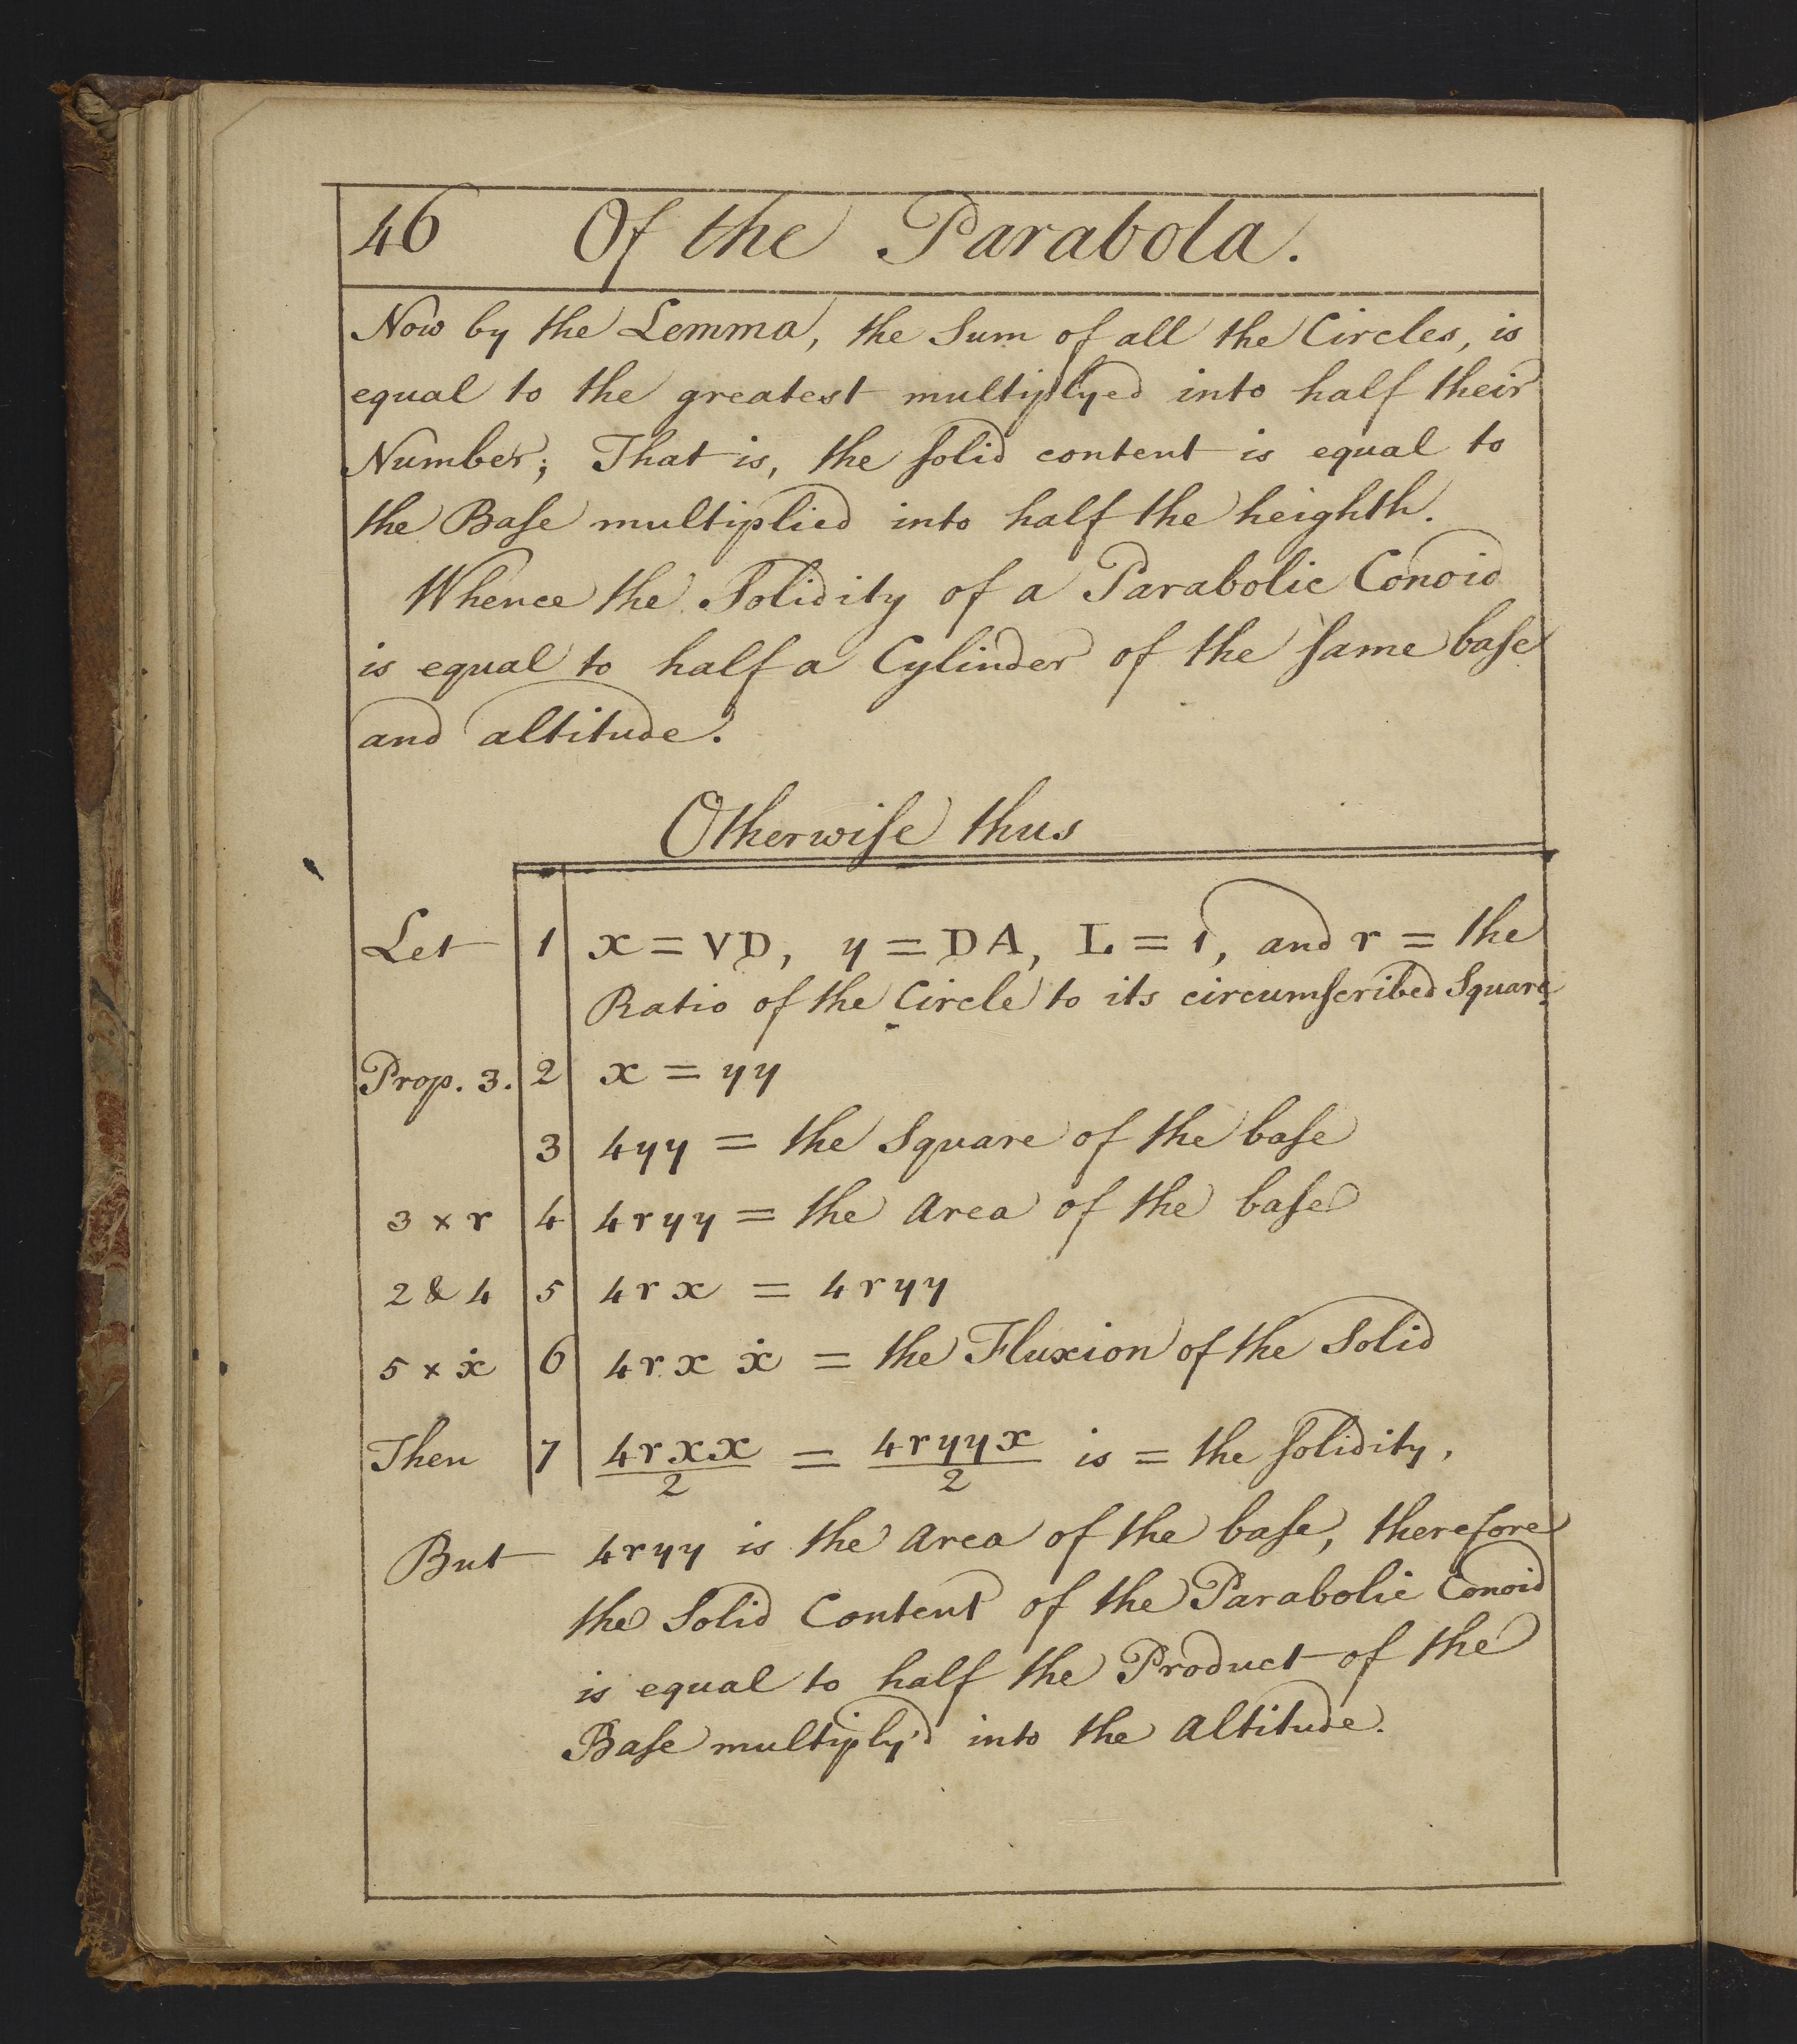 46 Of the Parabola.
Now by the Lemma, the Sum of all the Circles, is
equal to the greatest multiplyed into half their
Number; That is, the ſolid content is equal to
the Baſe multiplied into half the heighth.
Whence the Solidity of a Parabolic Conoid
is equal to half a Cylinder of the ſame baſe
and altitude.
Otherwiſe thus
Let 1 x = VD, y = DA, L = 1, and r = the
Ratio of the Circle to its circumſcribed Square
Prop. 3. 2 x = yy
3 4yy = the Square of the baſe
3 × r 4 4ryy = the Area of the baſe
2 & 4 5 4rx = 4ryy
5 × ẋ 6 4rx ẋ = the Fluxion of the Solid
Then 7 4rxx/2 = 4ryyx/2 is = the ſolidity,
But 4ryy is the Area of the baſe, therefore
the Solid Content of the Parabolic Conoid
is equal to half the Product of the
Baſe multiply'd into the Altitude.